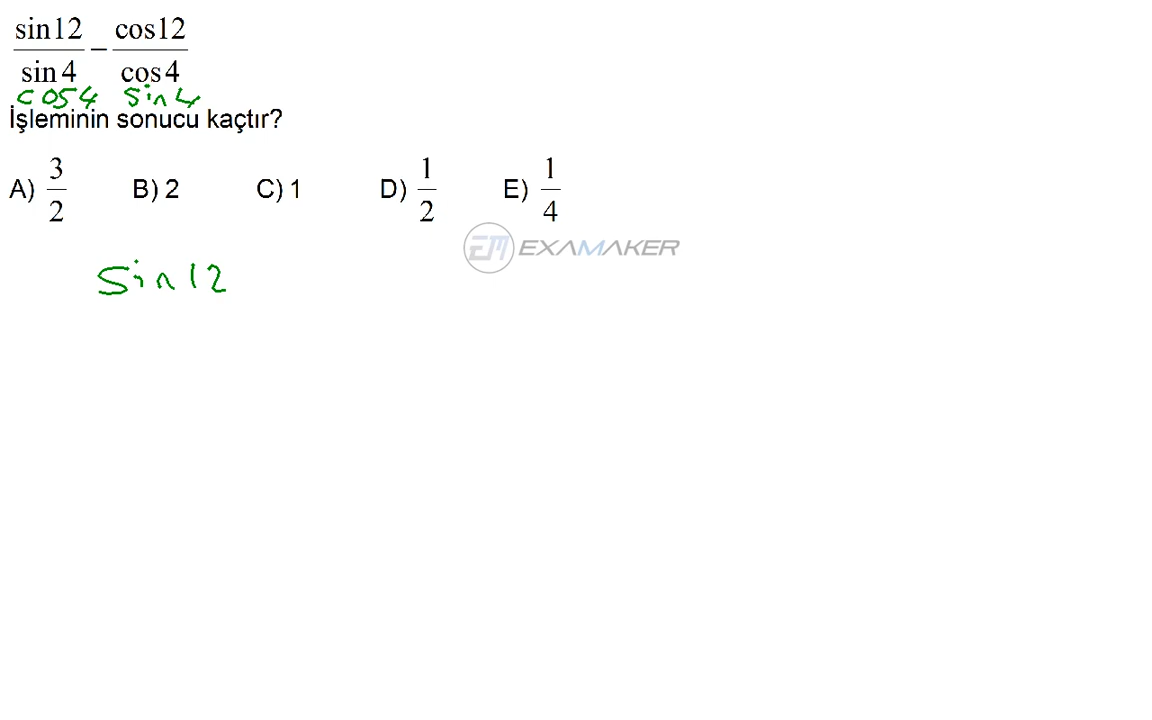 sin12/sin4 − cos12/cos4
cos4 sin4
İşleminin sonucu kaçtır?
A) 3/2 B) 2 C) 1 D) 1/2 E) 1/4
EM EXAMAKER
sin12